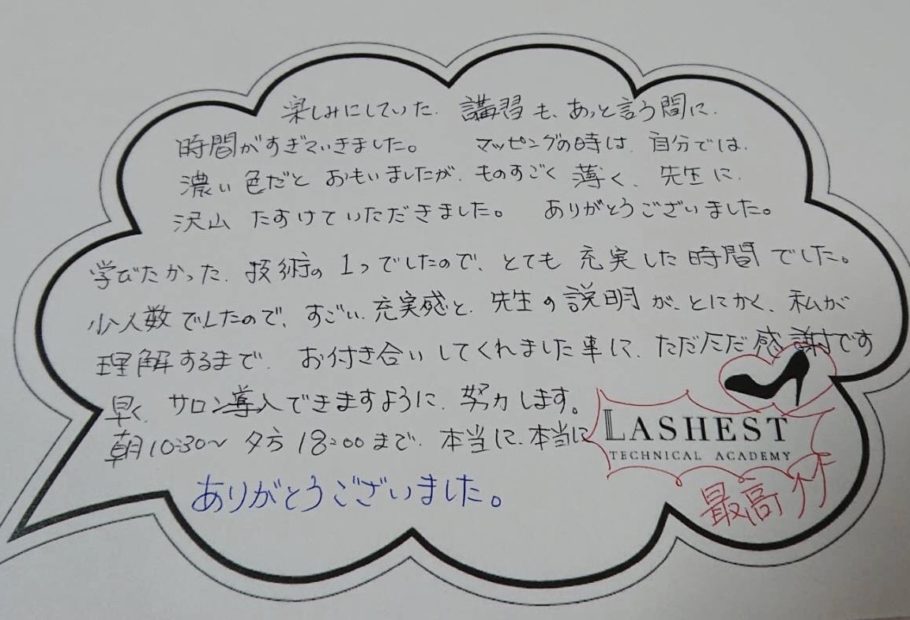 楽しみにしていた、講習も、あっと言う間に、
時間がすぎていきました。 マッピングの時は、自分では、
濃い色だと おもいましたが、ものすごく 薄く、先生に、
沢山 たすけていただきました。 ありがとうございました。
学びたかった、技術の1つでしたので、とても 充実した時間でした。
少人数でしたので、すごい、充実感と、先生の説明が、とにかく、私が
理解するまで、 お付き合いしてくれました事に、ただただ感謝です
早く、サロン導入できますように、努力します。
朝10:30〜 夕方18:00まで、本当に、本当に
ありがとうございました。
LASHEST
TECHNICAL ACADEMY
最高